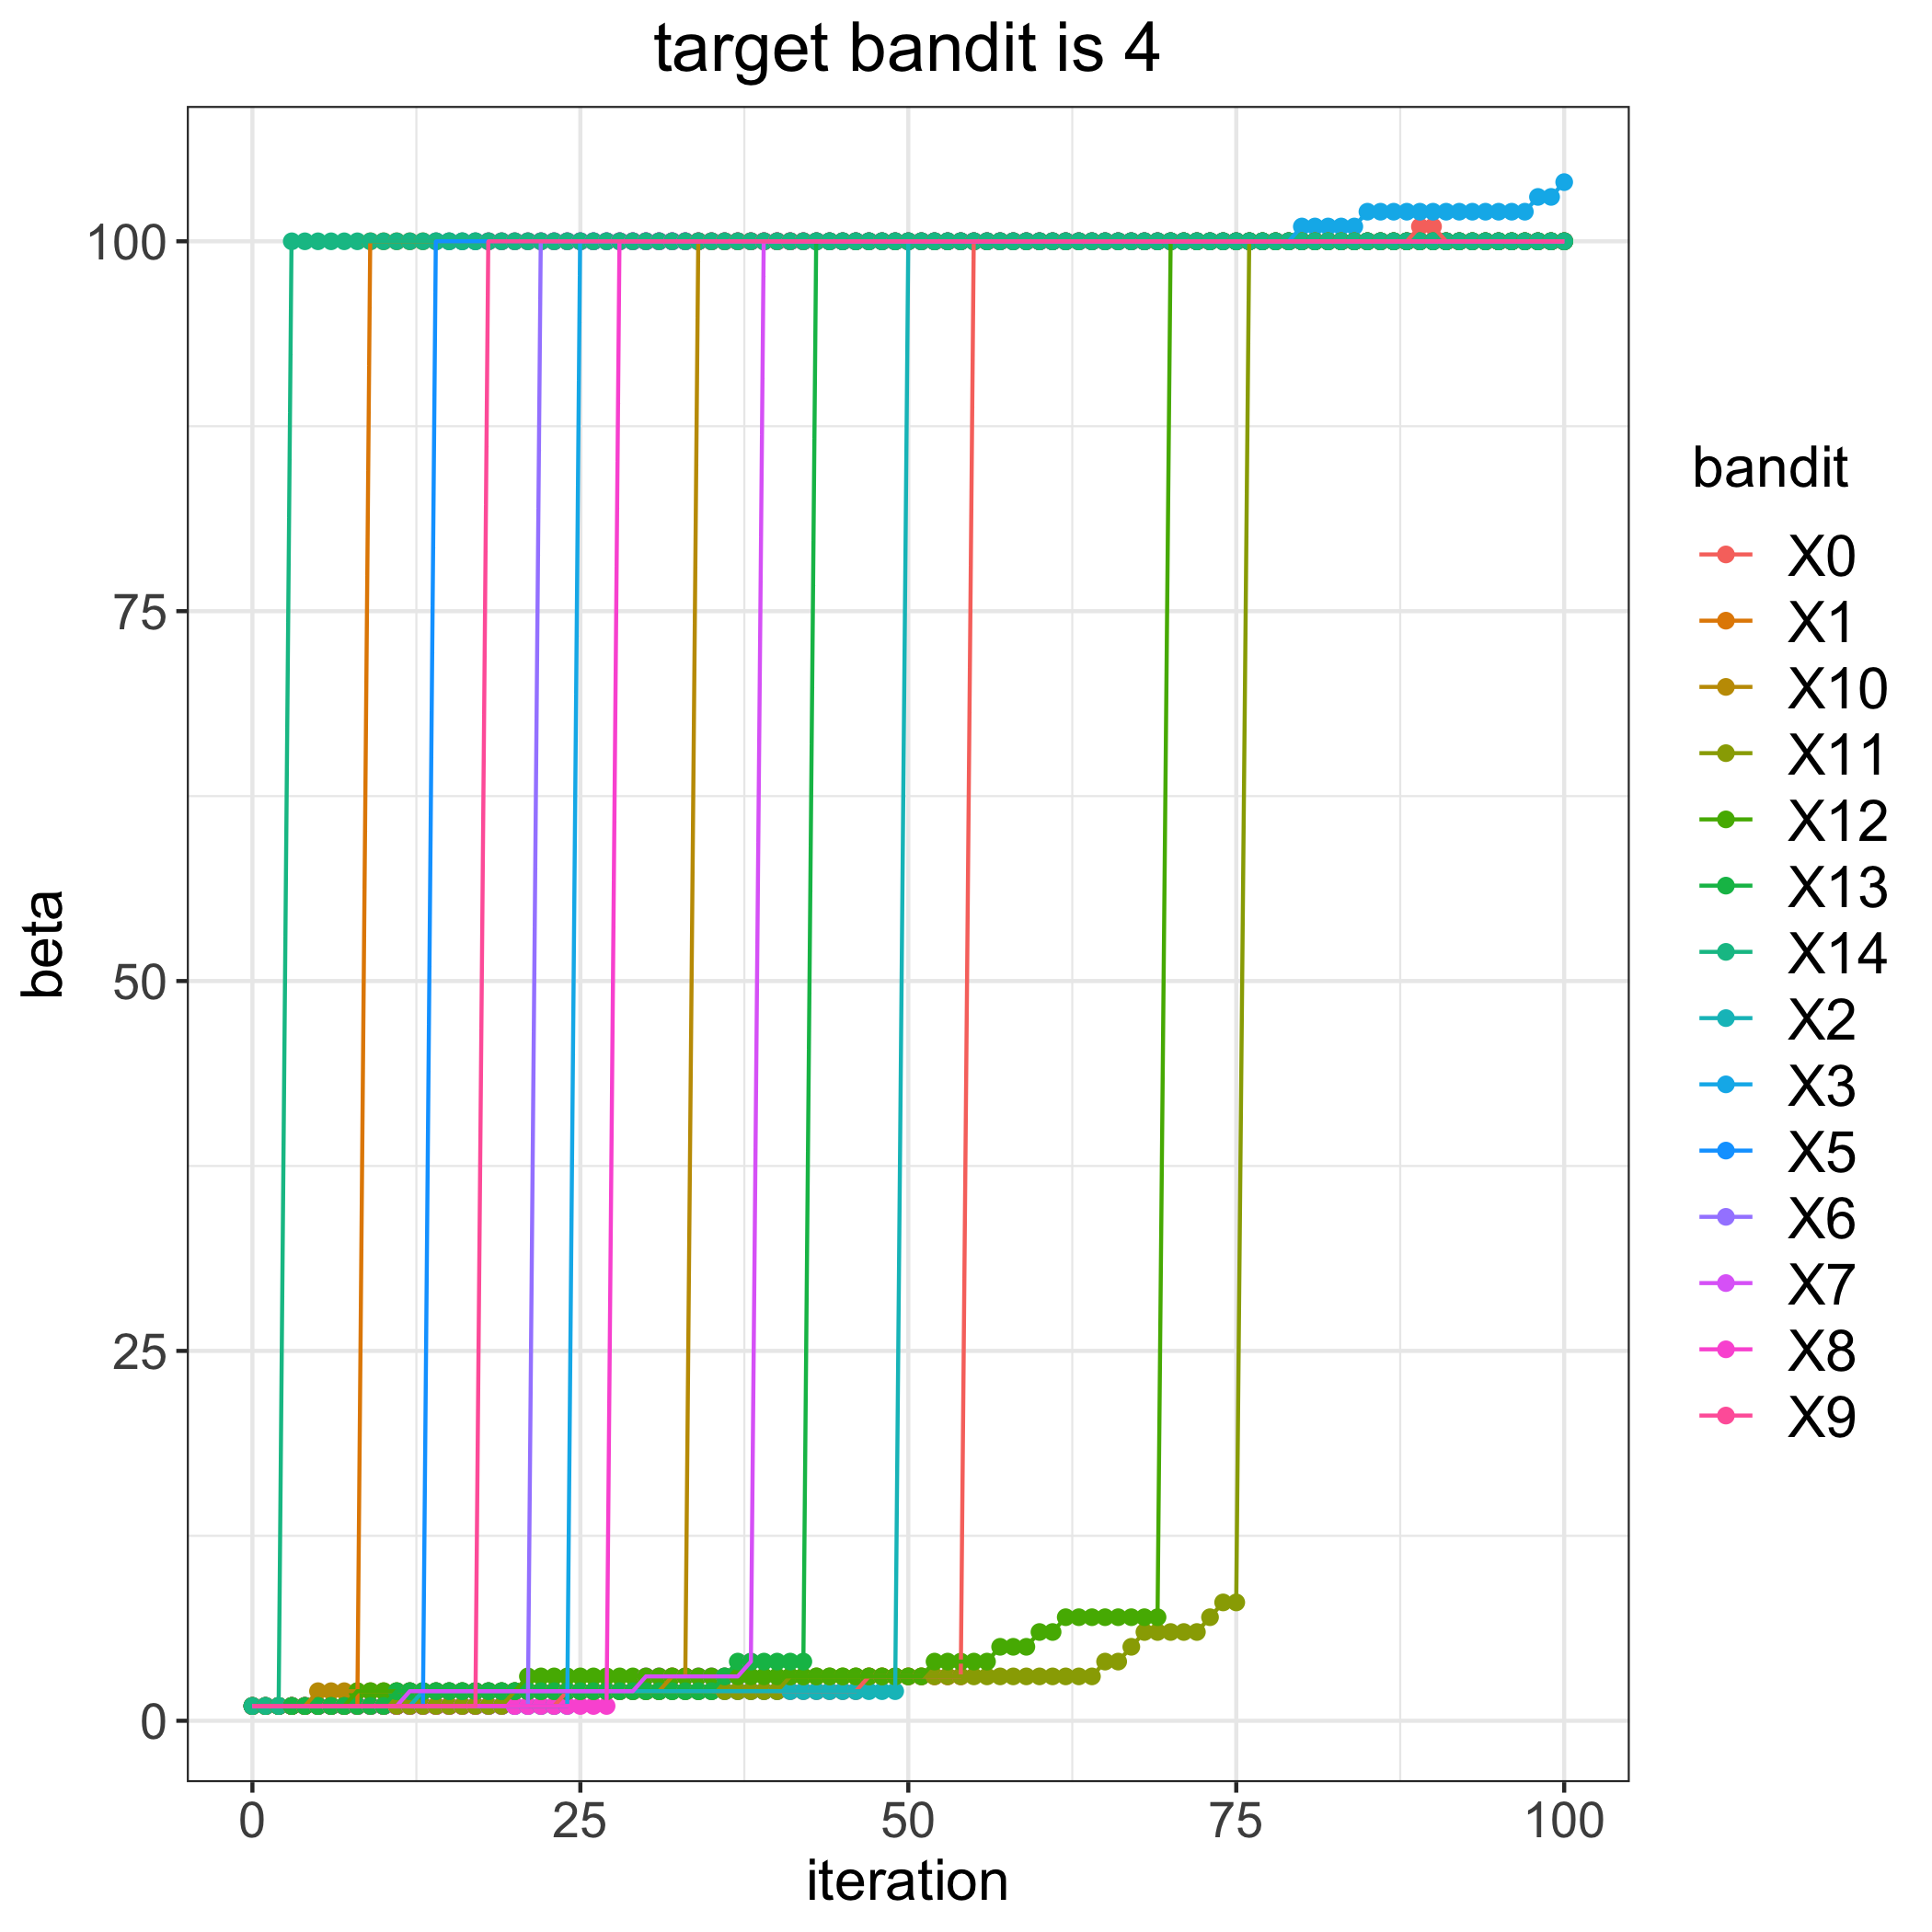 target bandit is 4
100
75
50
25
0
beta
0 25 50 75 100
iteration
bandit
X0
X1
X10
X11
X12
X13
X14
X2
X3
X5
X6
X7
X8
X9